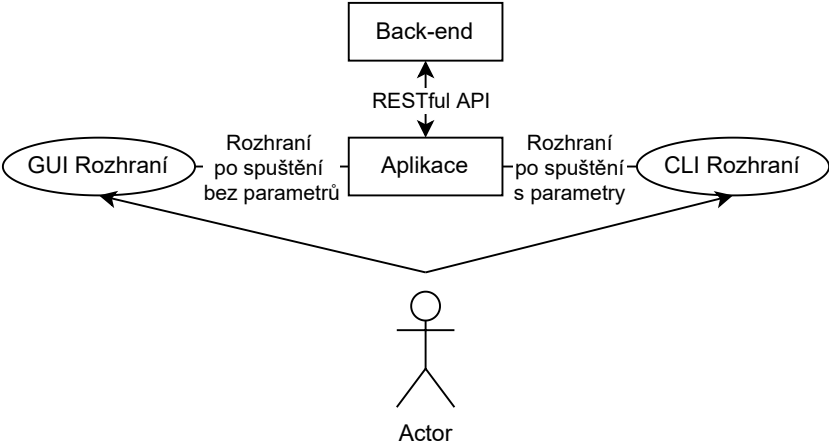 Back-end
RESTful API
GUI Rozhraní
Rozhraní
po spuštění
bez parametrů
Aplikace
Rozhraní
po spuštění
s parametry
CLI Rozhraní
Actor